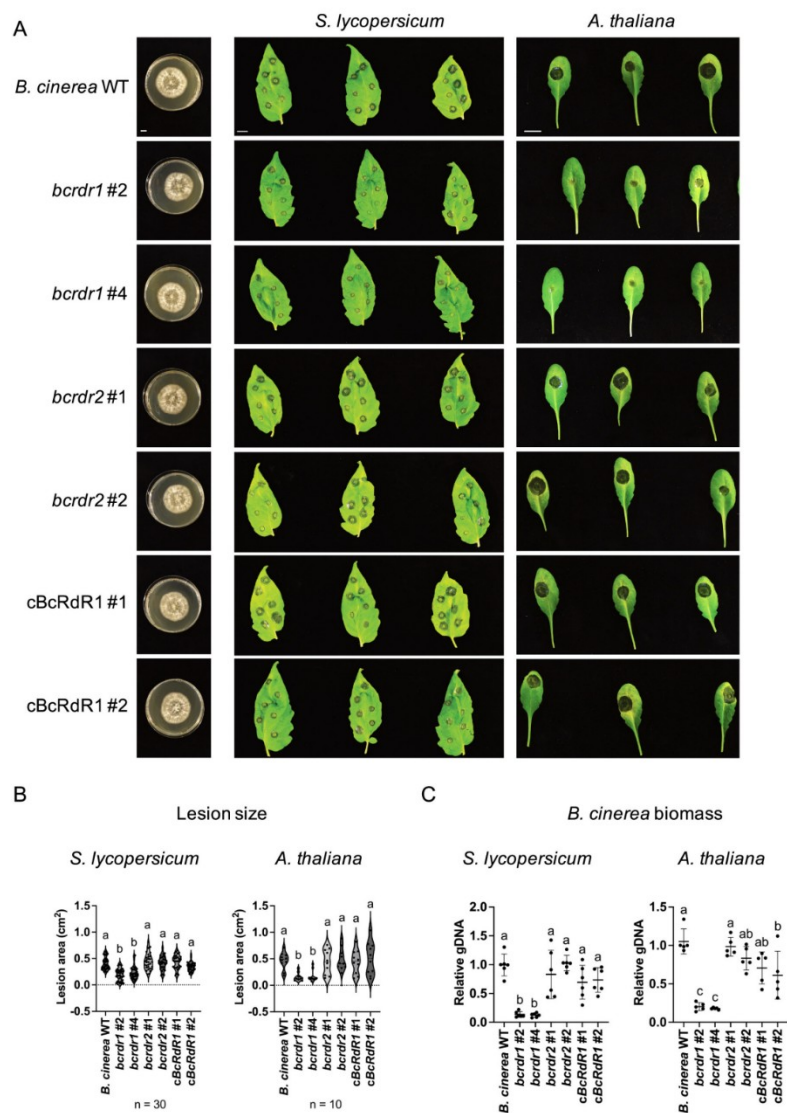 A
S. lycopersicum
A. thaliana
B. cinerea WT
bcrdr1 #2
bcrdr1 #4
bcrdr2 #1
bcrdr2 #2
cBcRdR1 #1
cBcRdR1 #2
B
Lesion size
S. lycopersicum
A. thaliana
Lesion area (cm²)
1.5
1.0
0.5
0.0
-0.5
a b b a a a a
B. cinerea WT
bcrdr1 #2
bcrdr1 #4
bcrdr2 #1
bcrdr2 #2
cBcRdR1 #1
cBcRdR1 #2
n = 30
Lesion area (cm²)
1.5
1.0
0.5
0.0
-0.5
a b b a a a a
B. cinerea WT
bcrdr1 #2
bcrdr1 #4
bcrdr2 #1
bcrdr2 #2
cBcRdR1 #1
cBcRdR1 #2
n = 10
C
B. cinerea biomass
S. lycopersicum
A. thaliana
Relative gDNA
2.0
1.5
1.0
0.5
0.0
a b b a a a a
B. cinerea WT
bcrdr1 #2
bcrdr1 #4
bcrdr2 #1
bcrdr2 #2
cBcRdR1 #1
cBcRdR1 #2
Relative gDNA
1.5
1.0
0.5
0.0
a c c a ab ab b
B. cinerea WT
bcrdr1 #2
bcrdr1 #4
bcrdr2 #1
bcrdr2 #2
cBcRdR1 #1
cBcRdR1 #2